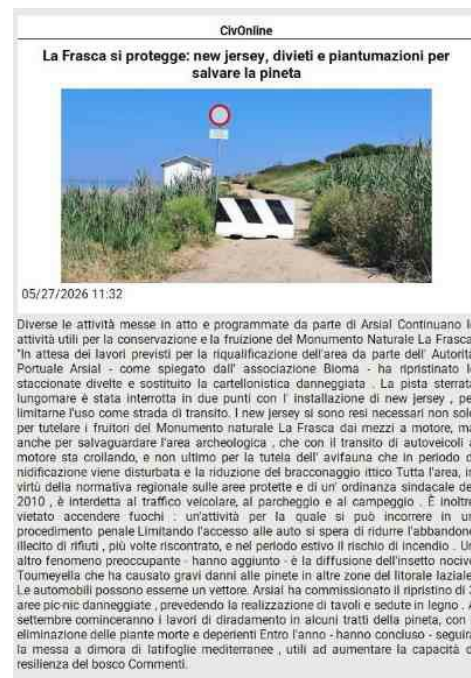 CivOnline
La Frasca si protegge: new jersey, divieti e piantumazioni per
salvare la pineta
05/27/2026 11:32
Diverse le attività messe in atto e programmate da parte di Arsial Continuano
attività utili per la conservazione e la fruizione del Monumento Naturale La Frasca
"In attesa dei lavori previsti per la riqualificazione dell'area da parte dell' Autorità
Portuale Arsial - come spiegato dall' associazione Bioma - ha ripristinato
staccionate divelte e sostituito la cartellonistica danneggiata . La pista
lungomare è stata interrotta in due punti con l' installazione di new jersey , per
limitarne l'uso come strada di transito. I new jersey si sono resi necessari non
per tutelare i fruitori del Monumento naturale La Frasca dai mezzi a motore,
anche per salvaguardare l'area archeologica , che con il transito di autoveicoli
motore sta crollando, e non ultimo per la tutela dell' avifauna che in periodo
nidificazione viene disturbata e la riduzione del bracconaggio ittico Tutta l'area,
virtù della normativa regionale sulle aree protette e di un' ordinanza sindacale
2010 , è interdetta al traffico veicolare, al parcheggio e al campeggio . È inoltre
vietato accendere fuochi : un'attività per la quale si può incorrere in
procedimento penale Limitando l'accesso alle auto si spera di ridurre l'abbandono
illecito di rifiuti , più volte riscontrato, e nel periodo estivo il rischio di incendio .
altro fenomeno preoccupante - hanno aggiunto - è la diffusione dell'insetto nocivo
Toumeyella che ha causato gravi danni alle pinete in altre zone del litorale laziale.
Le automobili possono esserne un vettore. Arsial ha commissionato il ripristino di
aree pic-nic danneggiate , prevedendo la realizzazione di tavoli e sedute in legno .
settembre cominceranno i lavori di diradamento in alcuni tratti della pineta, con
eliminazione delle piante morte e deperienti Entro l'anno - hanno concluso -
la messa a dimora di latifoglie mediterranee , utili ad aumentare la capacità
resilienza del bosco Commenti.